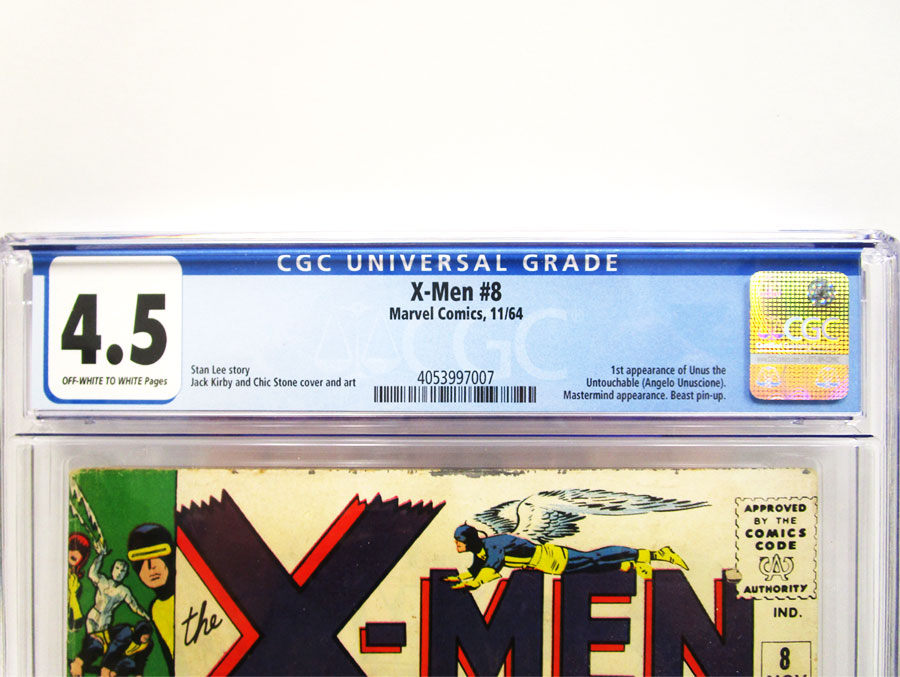 CGC UNIVERSAL GRADE
4.5
OFF-WHITE TO WHITE Pages
X-Men #8
Marvel Comics, 11/64
Stan Lee story
Jack Kirby and Chic Stone cover and art
4053997007
1st appearance of Unus the
Untouchable (Angelo Unuscione).
Mastermind appearance. Beast pin-up.
CGC
CGC
the X-MEN
APPROVED
BY THE
COMICS
CODE
AUTHORITY
IND.
8
NOV